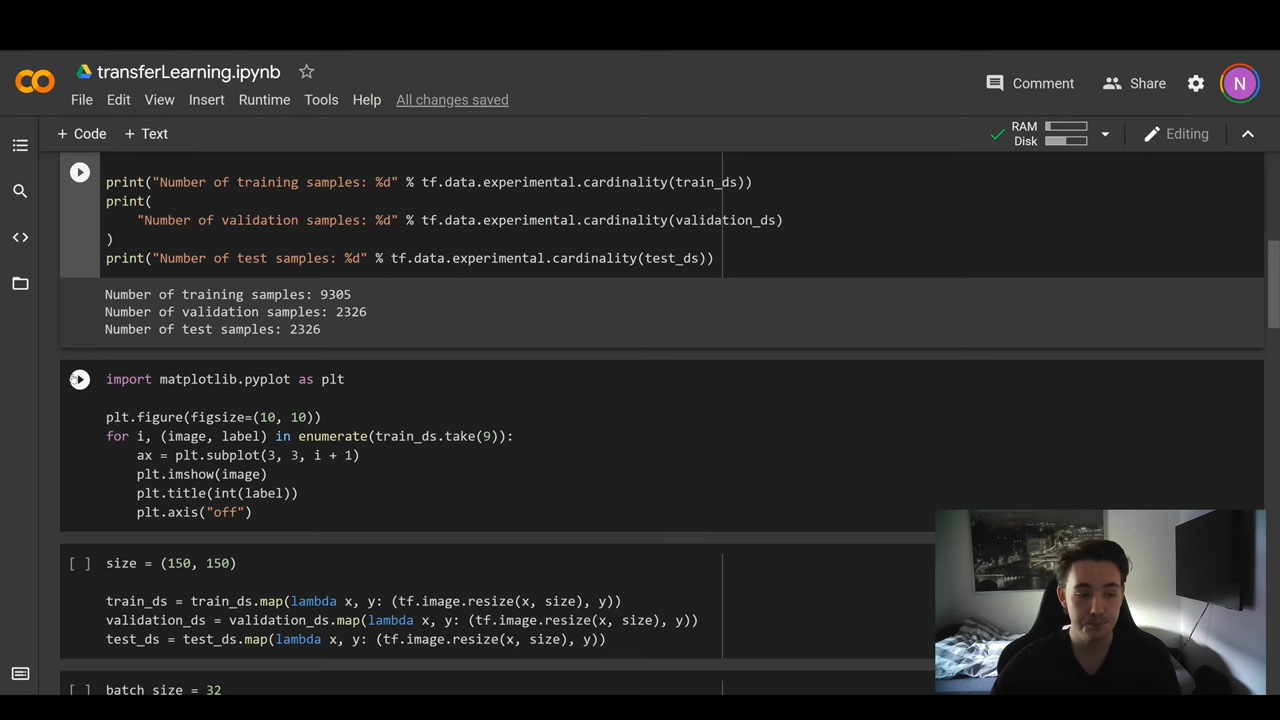 transferLearning.ipynb
File Edit View Insert Runtime Tools Help All changes saved
Comment
Share
N
+ Code + Text
RAM
Disk
Editing
print("Number of training samples: %d" % tf.data.experimental.cardinality(train_ds))
print(
"Number of validation samples: %d" % tf.data.experimental.cardinality(validation_ds)
)
print("Number of test samples: %d" % tf.data.experimental.cardinality(test_ds))
Number of training samples: 9305
Number of validation samples: 2326
Number of test samples: 2326
import matplotlib.pyplot as plt
plt.figure(figsize=(10, 10))
for i, (image, label) in enumerate(train_ds.take(9)):
ax = plt.subplot(3, 3, i + 1)
plt.imshow(image)
plt.title(int(label))
plt.axis("off")
[ ] size = (150, 150)
train_ds = train_ds.map(lambda x, y: (tf.image.resize(x, size), y))
validation_ds = validation_ds.map(lambda x, y: (tf.image.resize(x, size), y))
test_ds = test_ds.map(lambda x, y: (tf.image.resize(x, size), y))
[ ] batch_size = 32